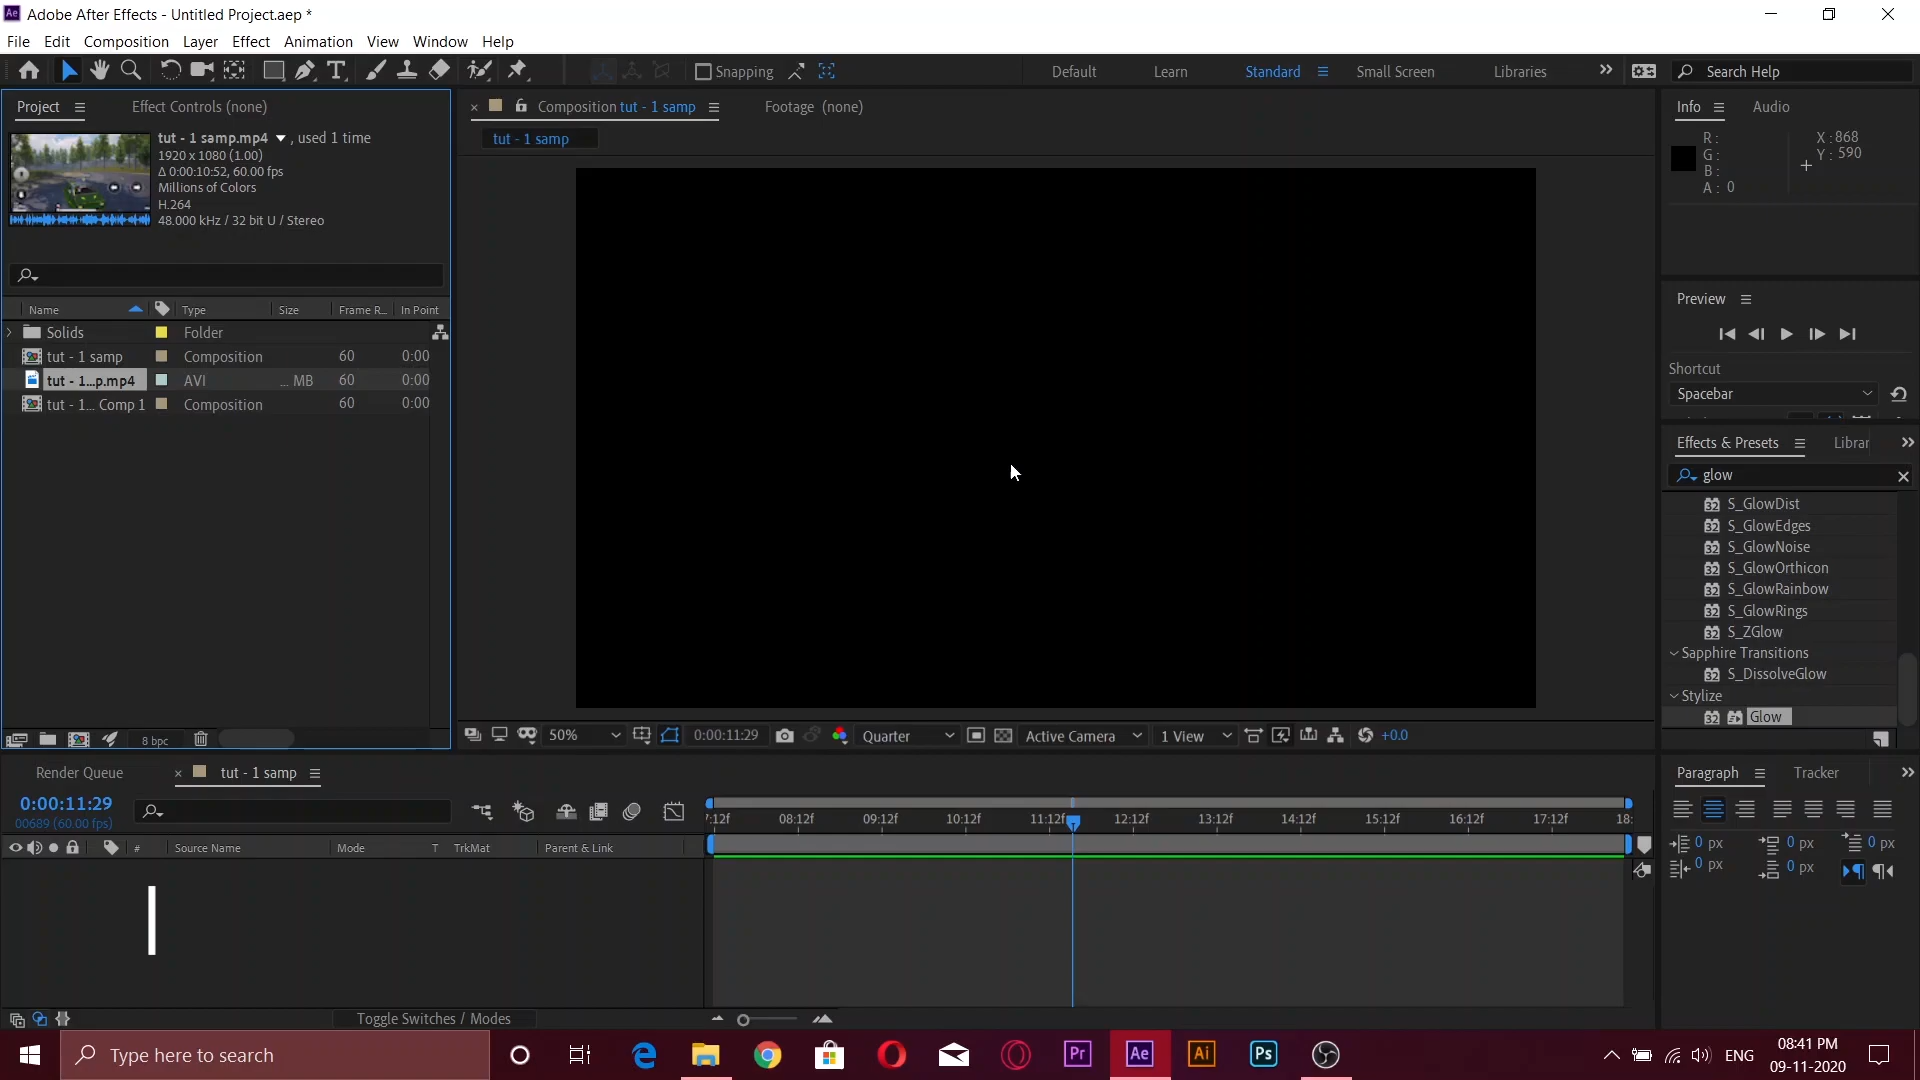 Adobe After Effects - Untitled Project.aep *
File Edit Composition Layer Effect Animation View Window Help
Snapping Default Learn Standard Small Screen Libraries Search Help
Project Effect Controls (none)
tut - 1 samp.mp4 , used 1 time
1920 x 1080 (1.00)
Δ 0:00:10:52, 60.00 fps
Millions of Colors
H.264
48.000 kHz / 32 bit U / Stereo
Name Type Size Frame R... In Point
Solids Folder
tut - 1 samp Composition 60 0:00
tut - 1...p.mp4 AVI ... MB 60 0:00
tut - 1... Comp 1 Composition 60 0:00
8 bpc
Composition tut - 1 samp Footage (none)
tut - 1 samp
50% 0:00:11:29 Quarter Active Camera 1 View +0.0
Info Audio
R: X: 868
G: Y: 590
B:
A: 0
Preview
Shortcut
Spacebar
Effects & Presets Librar
glow
S_GlowDist
S_GlowEdges
S_GlowNoise
S_GlowOrthicon
S_GlowRainbow
S_GlowRings
S_ZGlow
Sapphire Transitions
S_DissolveGlow
Stylize
Glow
Render Queue tut - 1 samp
0:00:11:29
00689 (60.00 fps)
# Source Name Mode T TrkMat Parent & Link
:12f 08:12f 09:12f 10:12f 11:12f 12:12f 13:12f 14:12f 15:12f 16:12f 17:12f 18:
Toggle Switches / Modes
Paragraph Tracker
0 px 0 px 0 px
0 px 0 px
Type here to search
ENG
08:41 PM
09-11-2020